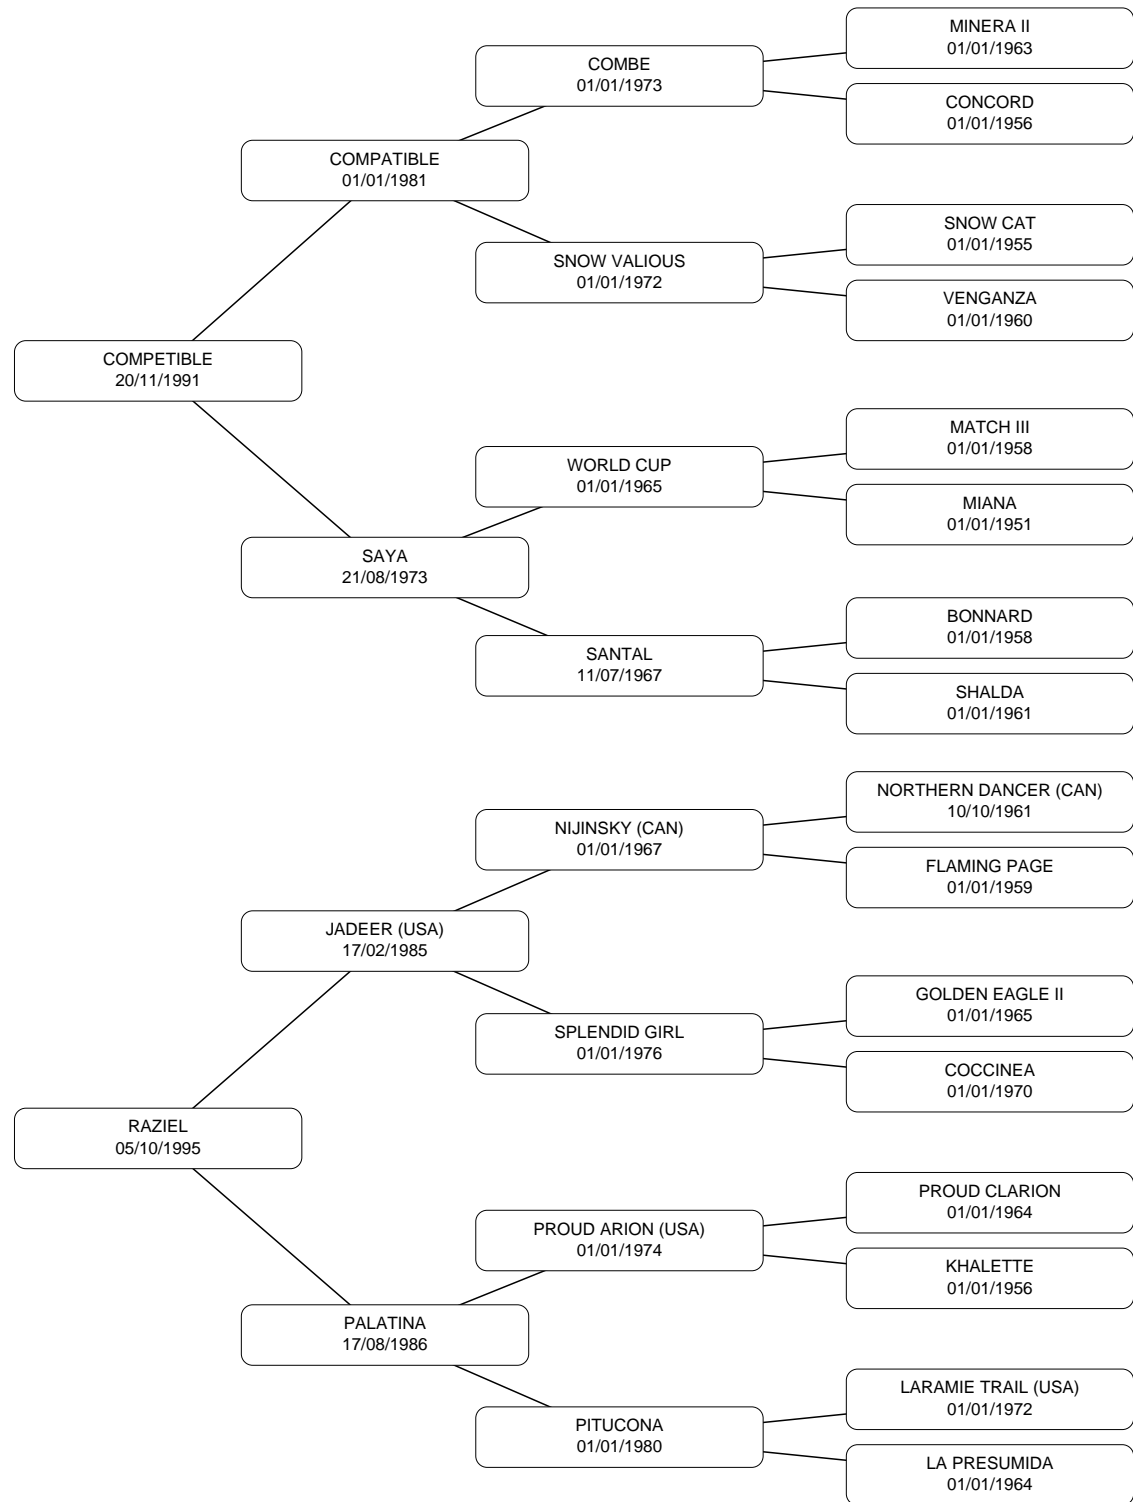 MINERA II
01/01/1963
COMBE
01/01/1973
CONCORD
01/01/1956
COMPATIBLE
01/01/1981
SNOW CAT
01/01/1955
SNOW VALIOUS
01/01/1972
VENGANZA
01/01/1960
COMPETIBLE
20/11/1991
MATCH III
01/01/1958
WORLD CUP
01/01/1965
MIANA
01/01/1951
SAYA
21/08/1973
BONNARD
01/01/1958
SANTAL
11/07/1967
SHALDA
01/01/1961
NORTHERN DANCER (CAN)
10/10/1961
NIJINSKY (CAN)
01/01/1967
FLAMING PAGE
01/01/1959
JADEER (USA)
17/02/1985
GOLDEN EAGLE II
01/01/1965
SPLENDID GIRL
01/01/1976
COCCINEA
01/01/1970
RAZIEL
05/10/1995
PROUD CLARION
01/01/1964
PROUD ARION (USA)
01/01/1974
KHALETTE
01/01/1956
PALATINA
17/08/1986
LARAMIE TRAIL (USA)
01/01/1972
PITUCONA
01/01/1980
LA PRESUMIDA
01/01/1964